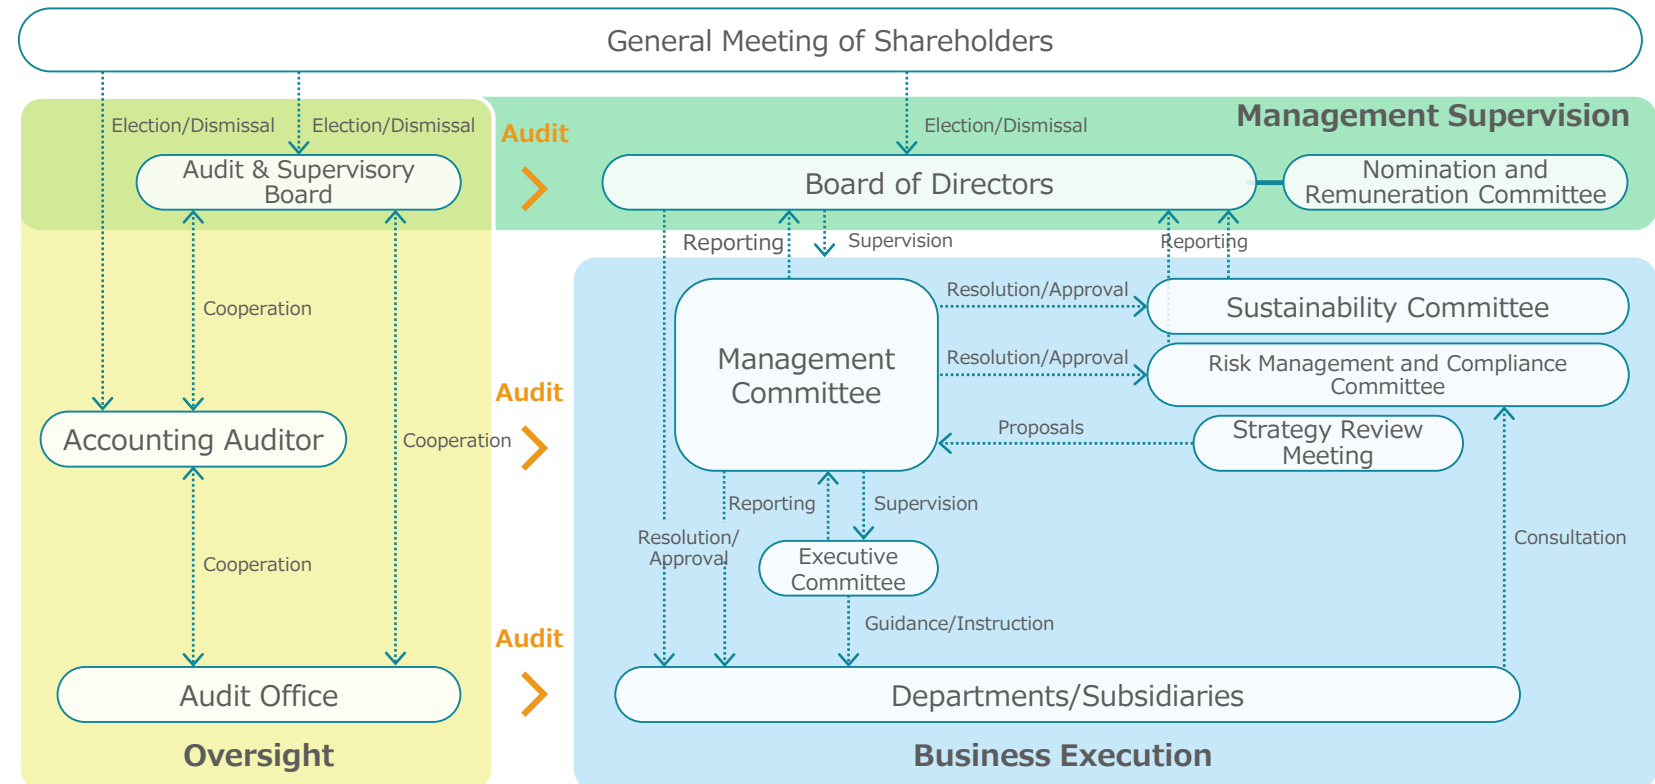 General Meeting of Shareholders
Management Supervision
Election/Dismissal
Election/Dismissal
Audit
Election/Dismissal
Audit & Supervisory
Board
Board of Directors
Nomination and
Remuneration Committee
Reporting
Supervision
Reporting
Cooperation
Resolution/Approval
Sustainability Committee
Management
Committee
Resolution/Approval
Risk Management and Compliance
Committee
Audit
Accounting Auditor
Cooperation
Proposals
Strategy Review
Meeting
Reporting
Supervision
Resolution/
Approval
Consultation
Cooperation
Executive
Committee
Guidance/Instruction
Audit
Audit Office
Departments/Subsidiaries
Oversight
Business Execution